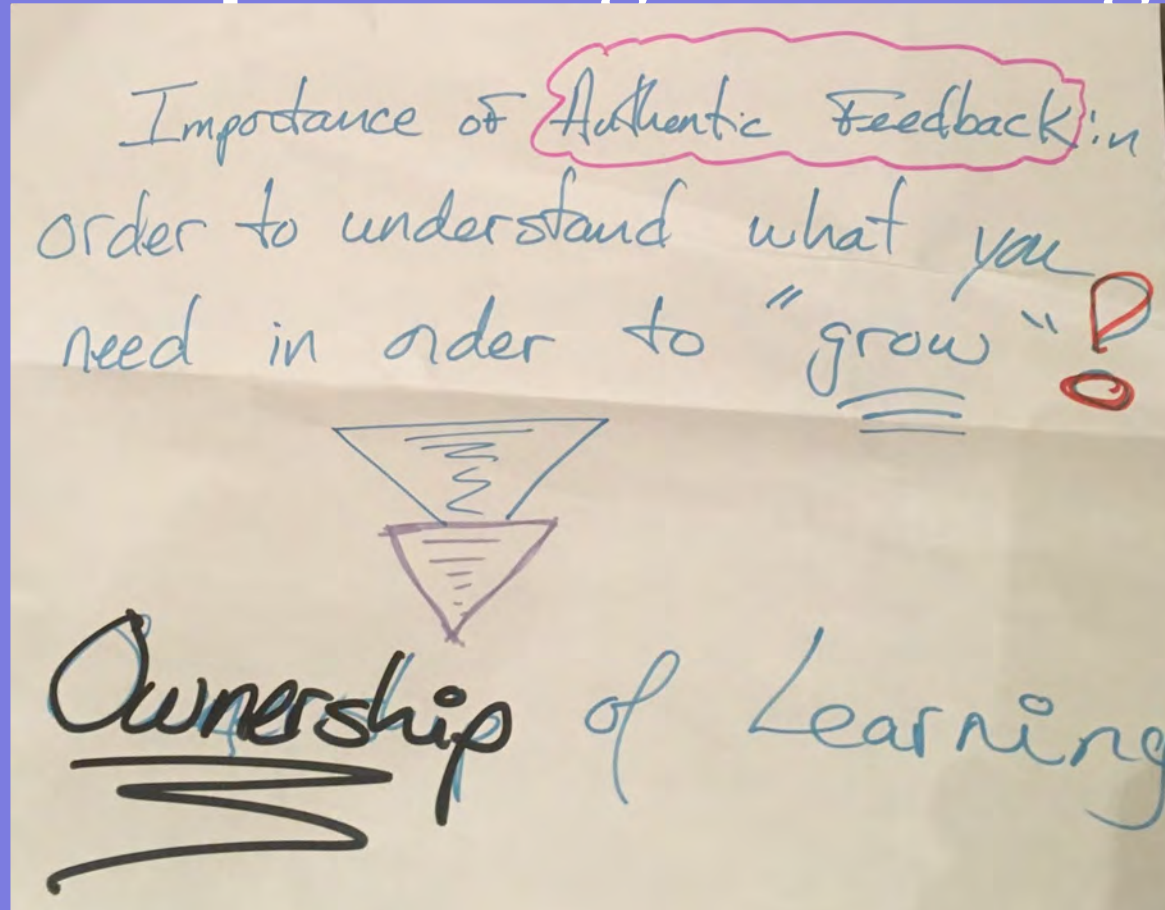 Importance of Authentic Feedback in
order to understand what you
need in order to "grow"!
Ownership of Learning